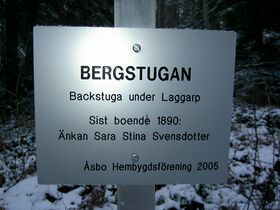 BERGSTUGAN
Backstuga under Laggarp
Sist boende 1890:
Änkan Sara Stina Svensdotter
Åsbo Hembygdsförening 2005